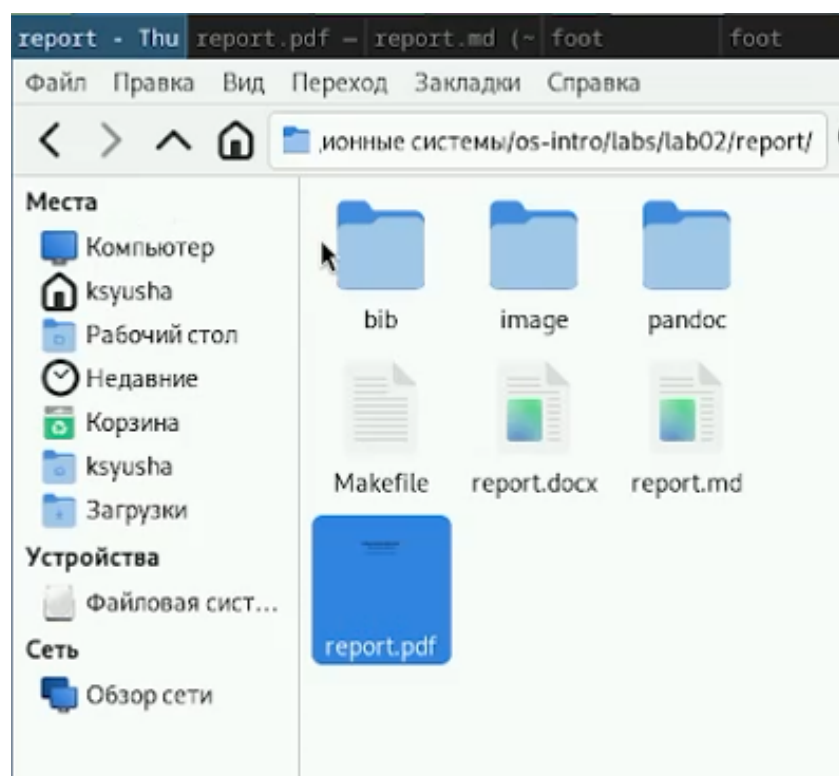 report - Thu report.pdf — report.md (~ foot foot
Файл Правка Вид Переход Закладки Справка
ионные системы/os-intro/labs/lab02/report/
Места
Компьютер
ksyusha
Рабочий стол
Недавние
Корзина
ksyusha
Загрузки
Устройства
Файловая сист...
Сеть
Обзор сети
bib image pandoc
Makefile report.docx report.md
report.pdf